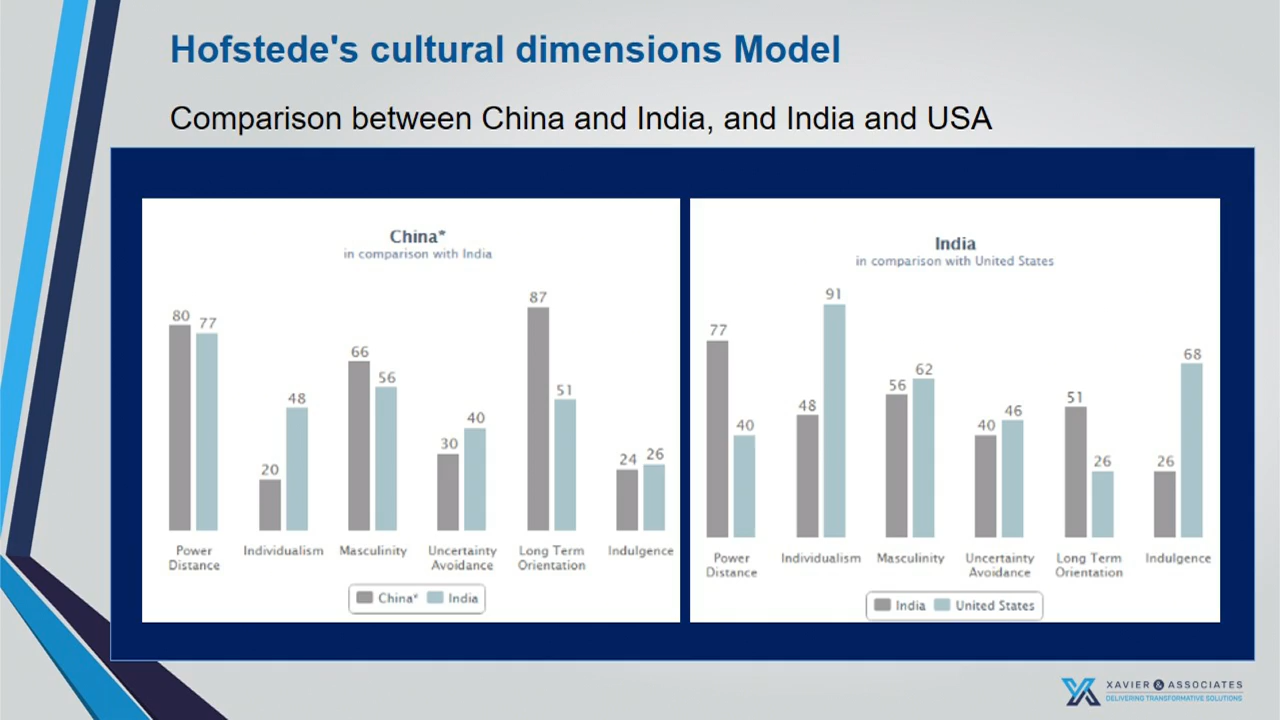 Hofstede's cultural dimensions Model
Comparison between China and India, and India and USA
China*
in comparison with India
80
77
20
48
66
56
30
40
87
51
24
26
Power
Distance
Individualism
Masculinity
Uncertainty
Avoidance
Long Term
Orientation
Indulgence
China*
India
India
in comparison with United States
77
40
48
91
56
62
40
46
51
26
26
68
Power
Distance
Individualism
Masculinity
Uncertainty
Avoidance
Long Term
Orientation
Indulgence
India
United States
XAVIER & ASSOCIATES
DELIVERING TRANSFORMATIVE SOLUTIONS